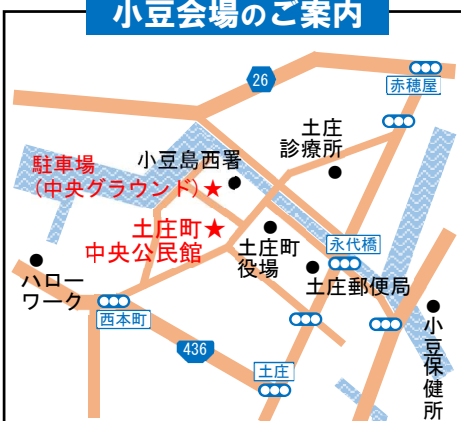 小豆会場のご案内
26
赤穂屋
土庄
診療所
小豆島西署
駐車場
(中央グラウンド)★
土庄町★
中央公民館
土庄町
役場
永代橋
土庄郵便局
ハロー
ワーク
西本町
436
土庄
小豆保健所